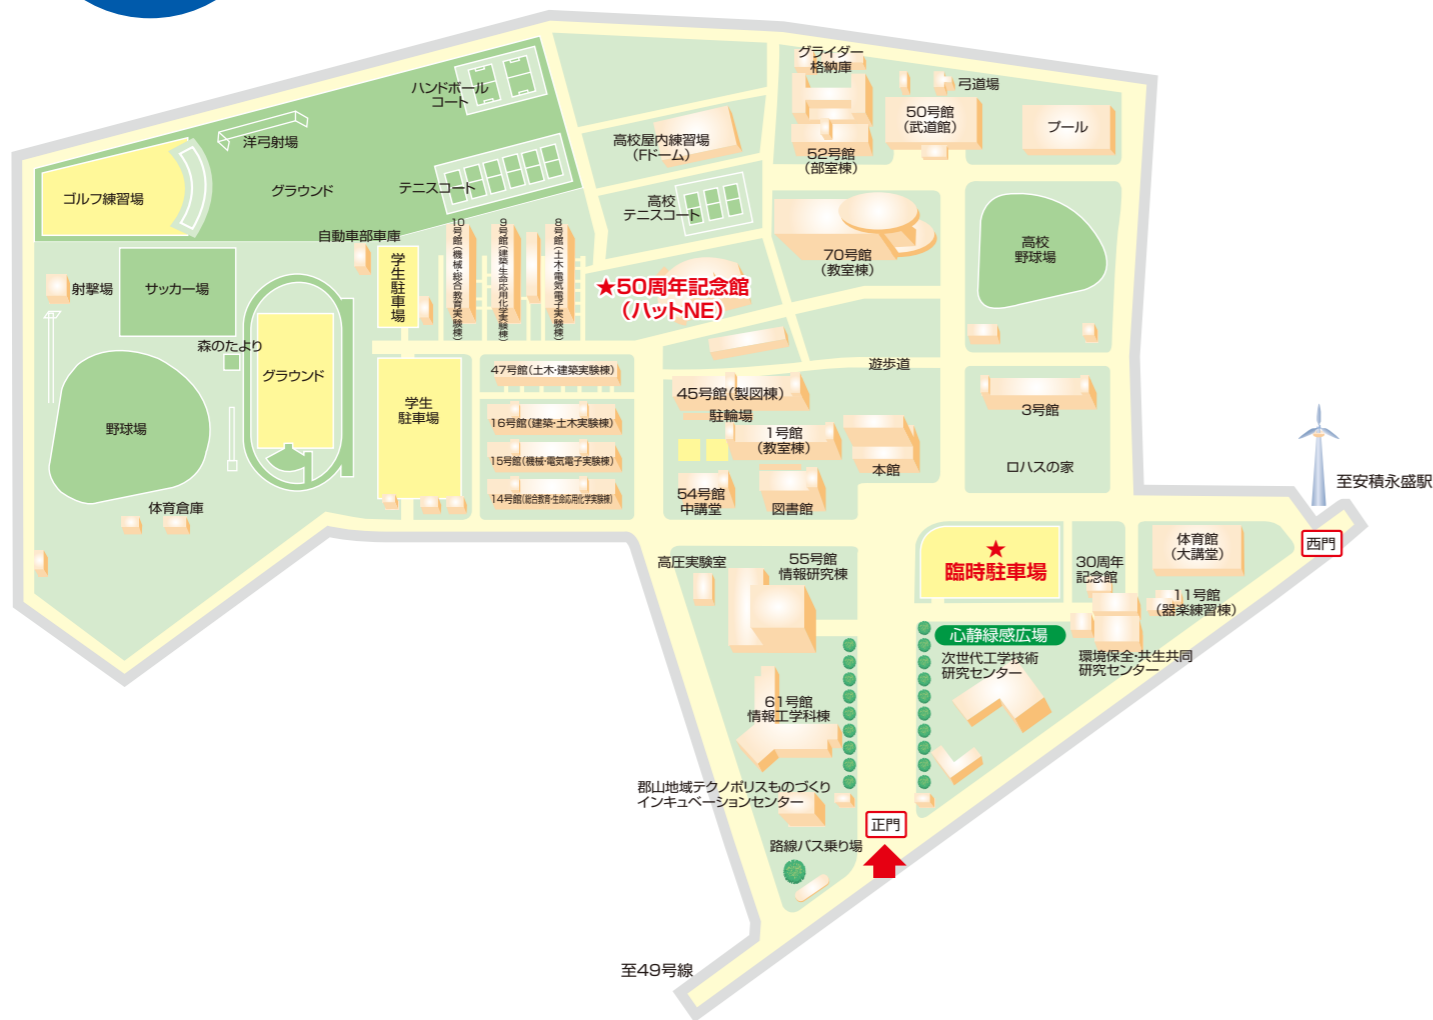 グライダー
格納庫
弓道場
ハンドボール
コート
50号館
(武道館)
プール
洋弓射場
高校屋内練習場
(Fドーム)
52号館
(部室棟)
ゴルフ練習場
グラウンド
テニスコート
高校
テニスコート
自動車部車庫
10号館(機械・総合教育実験棟)
9号館(建築・生命応用化学実験棟)
8号館(土木・電気電子実験棟)
70号館
(教室棟)
高校
野球場
学生駐車場
射撃場
サッカー場
★50周年記念館
(ハットNE)
森のたより
グラウンド
47号館(土木・建築実験棟)
遊歩道
学生
駐車場
45号館(製図棟)
駐輪場
3号館
野球場
16号館(建築・土木実験棟)
1号館
(教室棟)
15号館(機械・電気電子実験棟)
本館
ロハスの家
14号館(総合教育・生命応用化学実験棟)
54号館
中講堂
図書館
体育倉庫
至安積永盛駅
西門
体育館
(大講堂)
高圧実験室
55号館
情報研究棟
★
臨時駐車場
30周年
記念館
11号館
(器楽練習棟)
心静緑感広場
次世代工学技術
研究センター
環境保全・共生共同
研究センター
61号館
情報工学科棟
郡山地域テクノポリスものづくり
インキュベーションセンター
正門
路線バス乗り場
至49号線